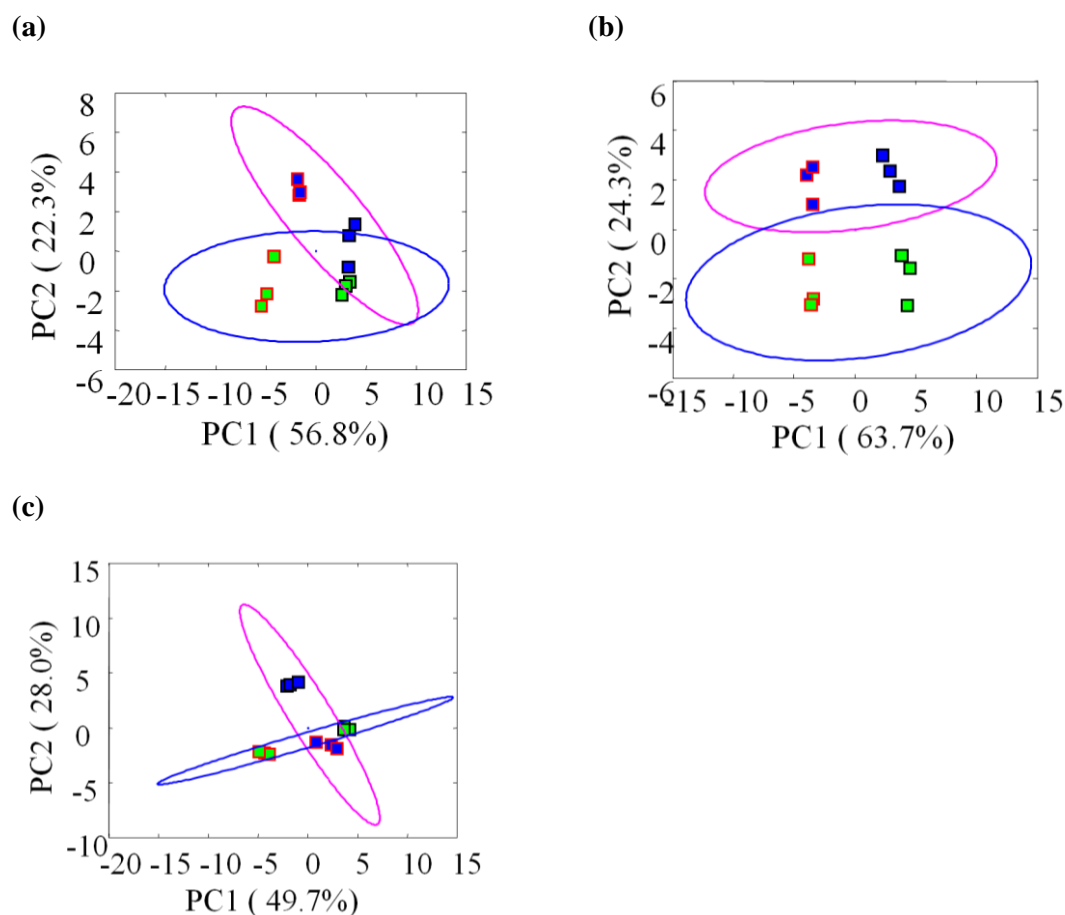 (a)
(b)
8
6
4
2
0
-2
-4
-6
PC2 ( 22.3%)
-20 -15 -10 -5 0 5 10 15
PC1 ( 56.8%)
6
4
2
0
-2
-4
-6
PC2 ( 24.3%)
-15 -10 -5 0 5 10 15
PC1 ( 63.7%)
(c)
15
10
5
0
-5
-10
PC2 ( 28.0%)
-20 -15 -10 -5 0 5 10 15
PC1 ( 49.7%)